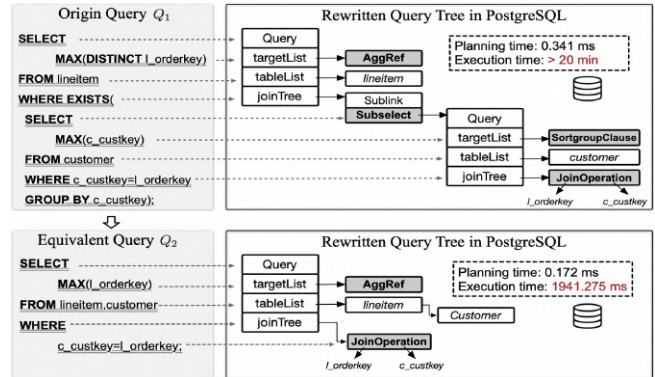 Origin Query Q1
SELECT
MAX(DISTINCT l_orderkey)
FROM lineitem
WHERE EXISTS(
SELECT
MAX(c_custkey)
FROM customer
WHERE c_custkey=l_orderkey
GROUP BY c_custkey);
Rewritten Query Tree in PostgreSQL
Query
targetList
tableList
joinTree
AggRef
lineitem
Sublink
Subselect
Query
targetList
tableList
joinTree
SortgroupClause
customer
JoinOperation
l_orderkey
c_custkey
Planning time: 0.341 ms
Execution time: > 20 min
Equivalent Query Q2
SELECT
MAX(l_orderkey)
FROM lineitem,customer
WHERE
c_custkey=l_orderkey;
Rewritten Query Tree in PostgreSQL
Query
targetList
tableList
joinTree
AggRef
lineitem
Customer
JoinOperation
l_orderkey
c_custkey
Planning time: 0.172 ms
Execution time: 1941.275 ms